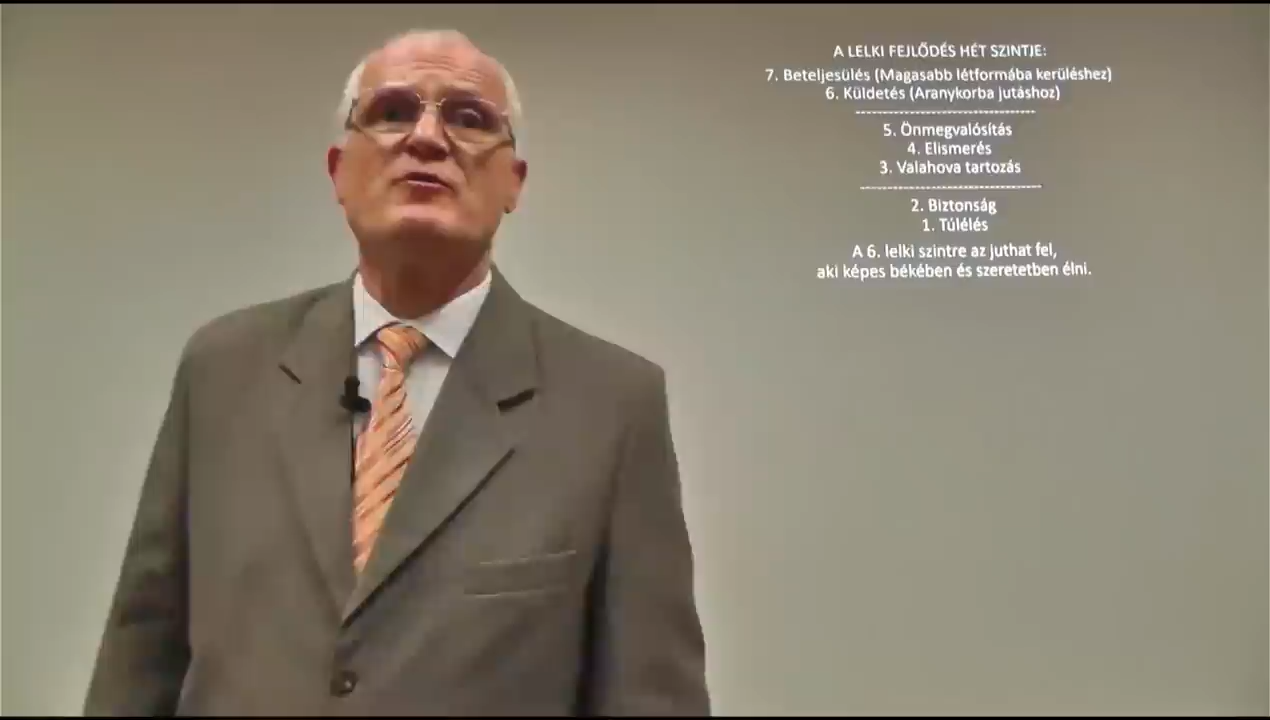 A LELKI FEJLŐDÉS HÉT SZINTJE:
7. Beteljesülés (Magasabb létformába kerüléshez)
6. Küldetés (Aranykorba jutáshoz)
-----------------------------------
5. Önmegvalósítás
4. Elismerés
3. Valahova tartozás
-----------------------------------
2. Biztonság
1. Túlélés
A 6. lelki szintre az juthat fel,
aki képes békében és szeretetben élni.